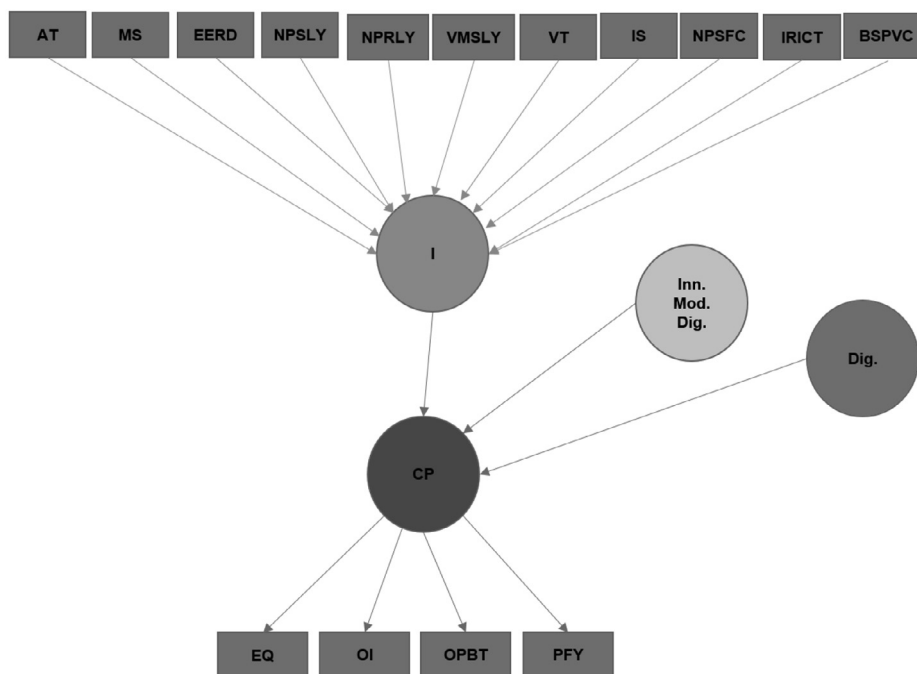 AT
MS
EERD
NPSLY
NPRLY
VMSLY
VT
IS
NPSFC
IRICT
BSPVC
I
Inn.
Mod.
Dig.
Dig.
CP
EQ
OI
OPBT
PFY